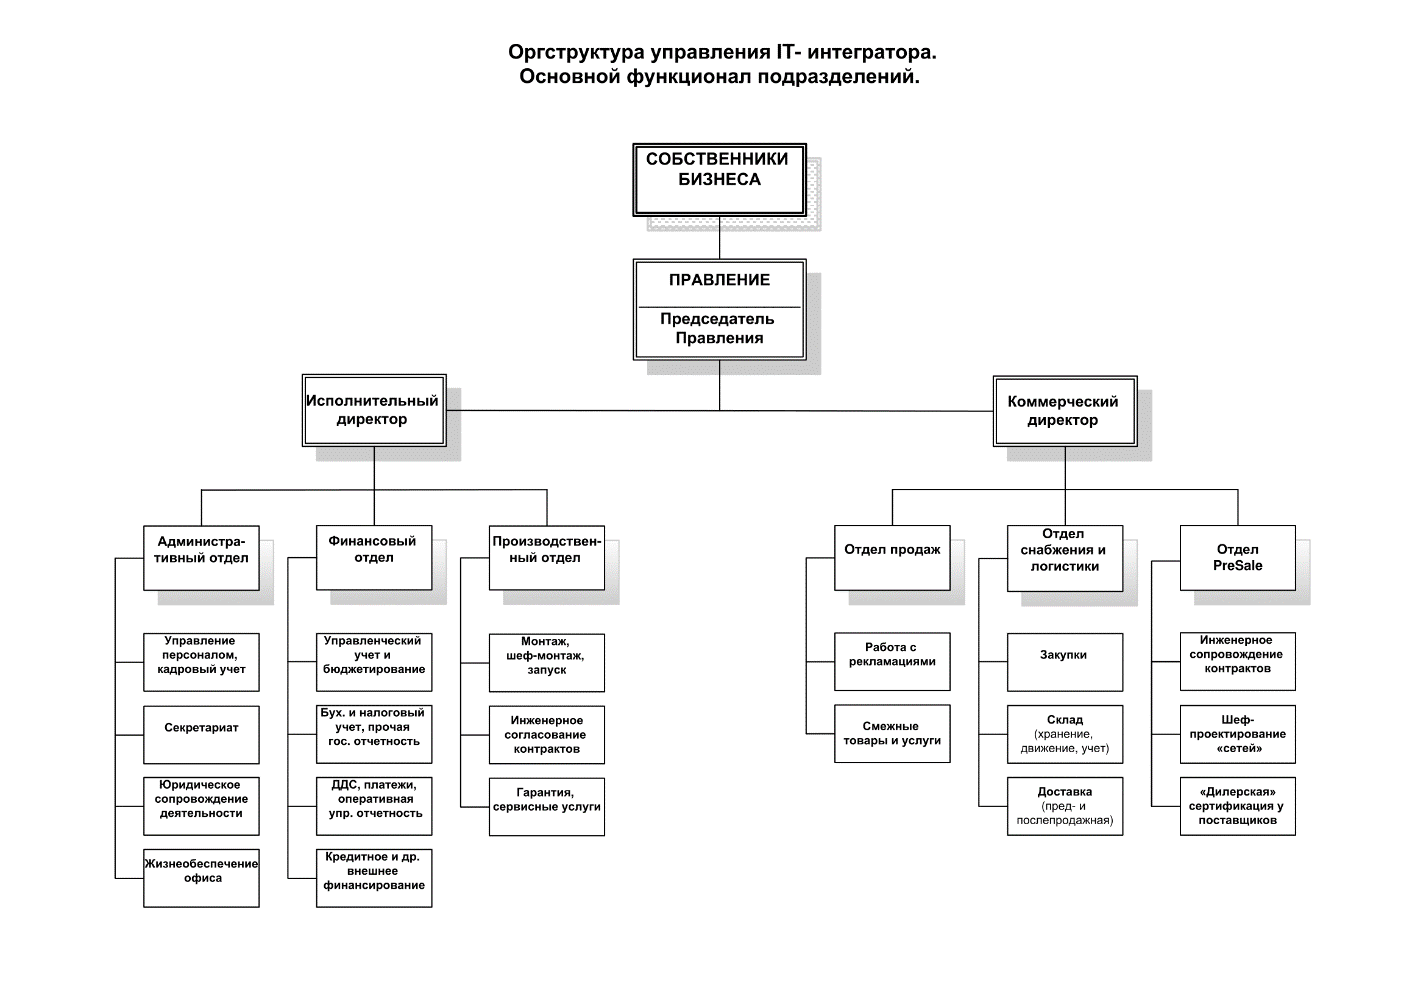 Оргструктура управления IT- интегратора.
Основной функционал подразделений.
СОБСТВЕННИКИ
БИЗНЕСА
ПРАВЛЕНИЕ
Председатель
Правления
Исполнительный
директор
Коммерческий
директор
Администра-
тивный отдел
Финансовый
отдел
Производствен-
ный отдел
Отдел продаж
Отдел
снабжения и
логистики
Отдел
PreSale
Управление
персоналом,
кадровый учет
Управленческий
учет и
бюджетирование
Монтаж,
шеф-монтаж,
запуск
Работа с
рекламациями
Закупки
Инженерное
сопровождение
контрактов
Секретариат
Бух. и налоговый
учет, прочая
гос. отчетность
Инженерное
согласование
контрактов
Смежные
товары и услуги
Склад
(хранение,
движение, учет)
Шеф-
проектирование
«сетей»
Юридическое
сопровождение
деятельности
ДДС, платежи,
оперативная
упр. отчетность
Гарантия,
сервисные услуги
Доставка
(пред- и
послепродажная)
«Дилерская»
сертификация у
поставщиков
Жизнеобеспечение
офиса
Кредитное и др.
внешнее
финансирование